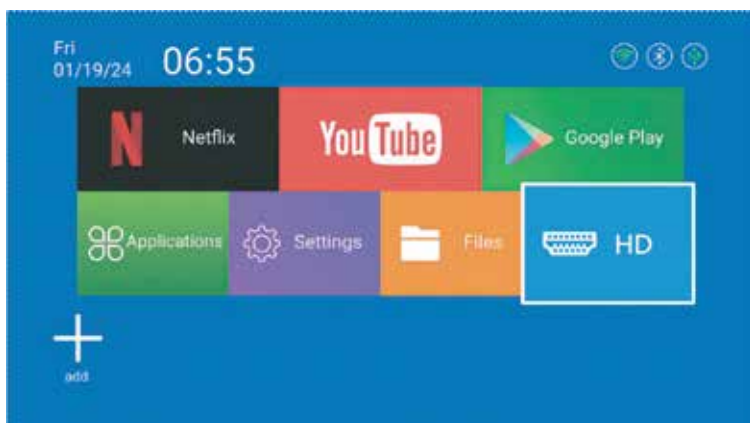 Fri
01/19/24
06:55
N
Netflix
YouTube
Google Play
Applications
Settings
Files
HD
add